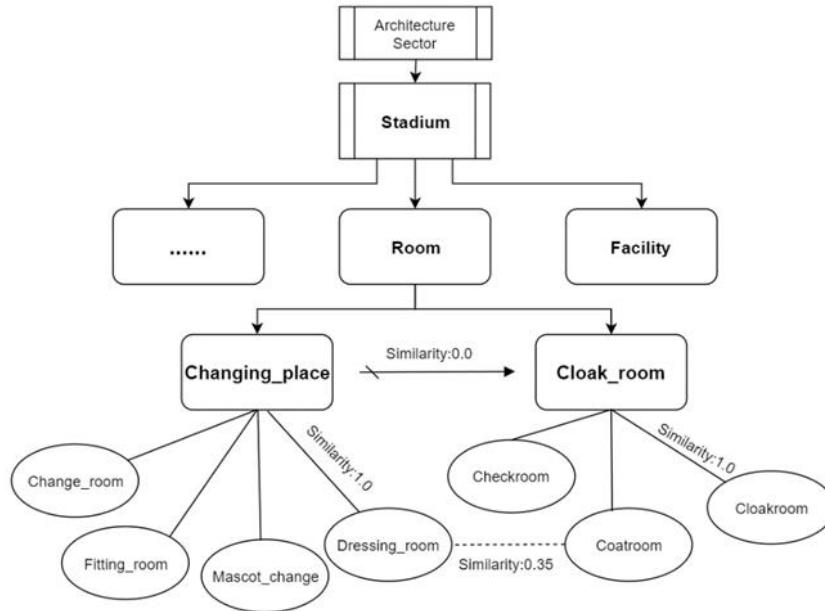 Architecture
Sector
Stadium
......
Room
Facility
Similarity:0.0
Changing_place
Cloak_room
Similarity:1.0
Similarity:1.0
Change_room
Checkroom
Cloakroom
Fitting_room
Mascot_change
Dressing_room
Similarity:0.35
Coatroom